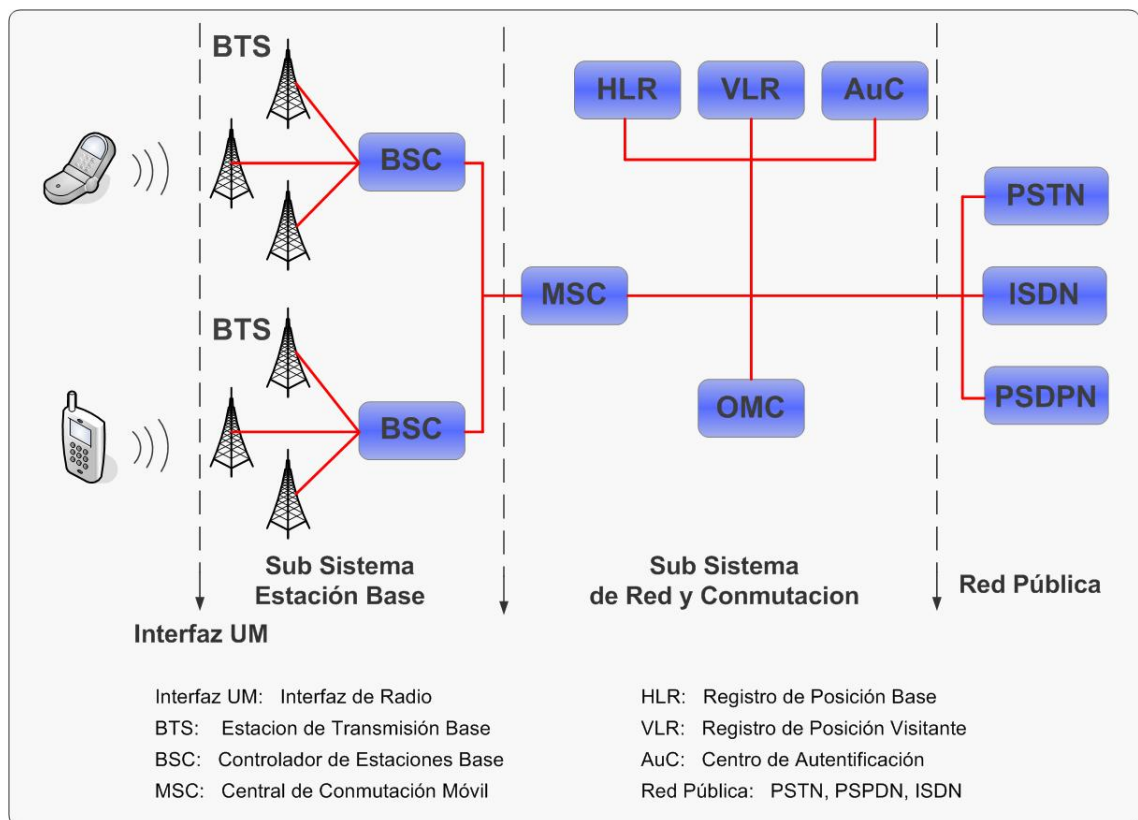 BTS
HLR
VLR
AuC
BSC
PSTN
MSC
ISDN
BTS
PSDPN
OMC
BSC
Sub Sistema
Estación Base
Sub Sistema
de Red y Conmutacion
Red Pública
Interfaz UM
Interfaz UM: Interfaz de Radio
BTS: Estacion de Transmisión Base
BSC: Controlador de Estaciones Base
MSC: Central de Conmutación Móvil
HLR: Registro de Posición Base
VLR: Registro de Posición Visitante
AuC: Centro de Autentificación
Red Pública: PSTN, PSPDN, ISDN